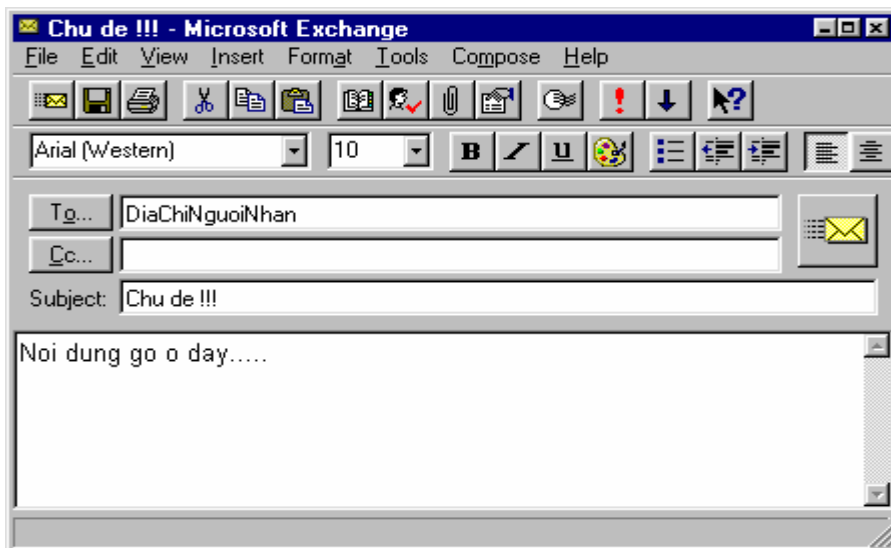 Chu de !!! - Microsoft Exchange
File Edit View Insert Format Tools Compose Help
Arial (Western) 10 B I U
To... DiaChiNguoiNhan
Cc...
Subject: Chu de !!!
Noi dung go o day.....